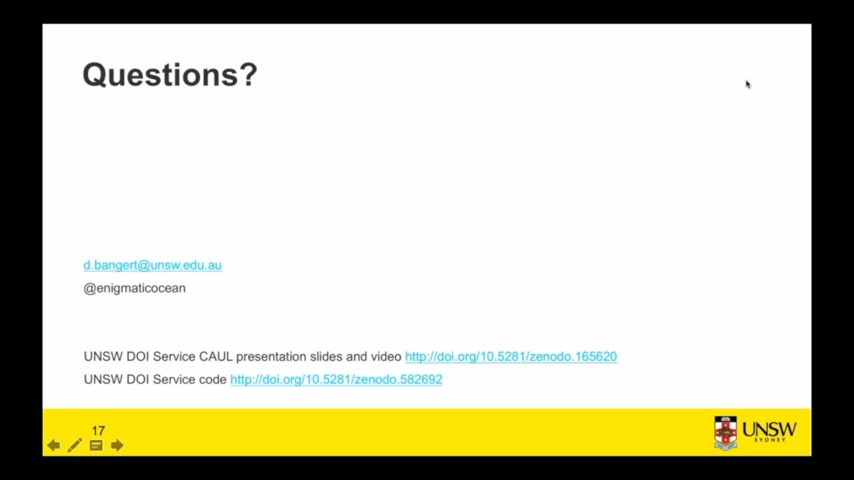 Questions?
d.bangert@unsw.edu.au
@enigmaticocean
UNSW DOI Service CAUL presentation slides and video http://doi.org/10.5281/zenodo.165620
UNSW DOI Service code http://doi.org/10.5281/zenodo.582692
17
UNSW
SYDNEY